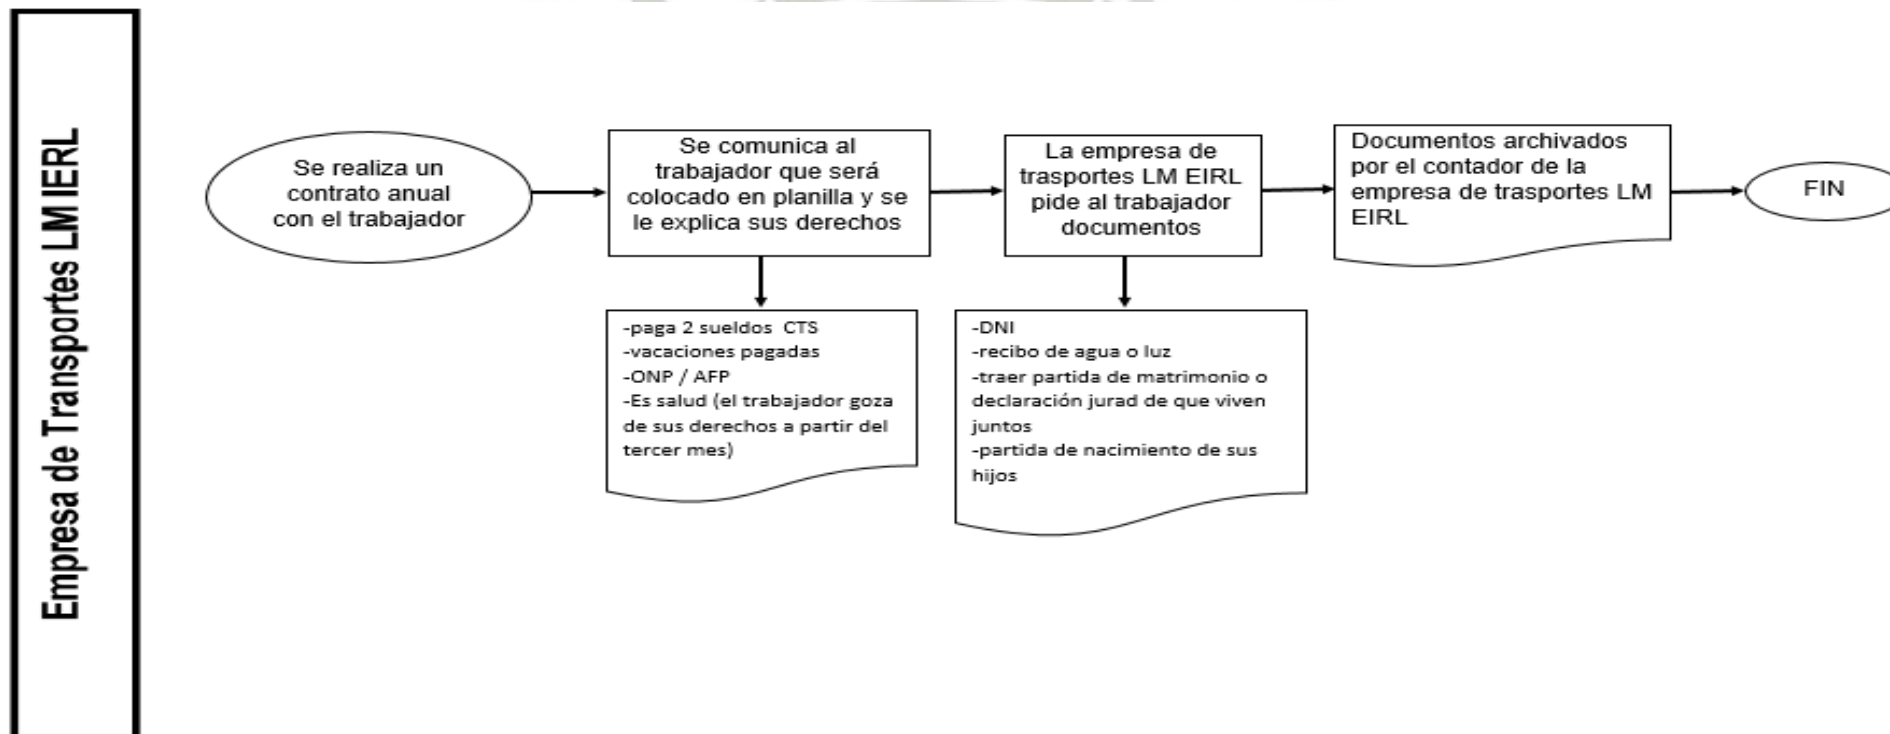 Empresa de Transportes LM IERL
Se realiza un
contrato anual
con el trabajador
Se comunica al
trabajador que será
colocado en planilla y se
le explica sus derechos
La empresa de
trasportes LM EIRL
pide al trabajador
documentos
Documentos archivados
por el contador de la
empresa de trasportes LM
EIRL
FIN
-paga 2 sueldos  CTS
-vacaciones pagadas
-ONP / AFP
-Es salud (el trabajador goza
de sus derechos a partir del
tercer mes)
-DNI
-recibo de agua o luz
-traer partida de matrimonio o
declaración jurad de que viven
juntos
-partida de nacimiento de sus
hijos